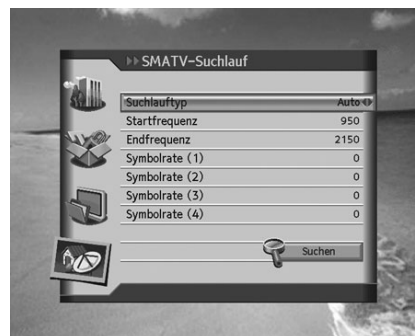 SMATV-Suchlauf
Suchlauftyp Auto
Startfrequenz 950
Endfrequenz 2150
Symbolrate (1) 0
Symbolrate (2) 0
Symbolrate (3) 0
Symbolrate (4) 0
Suchen